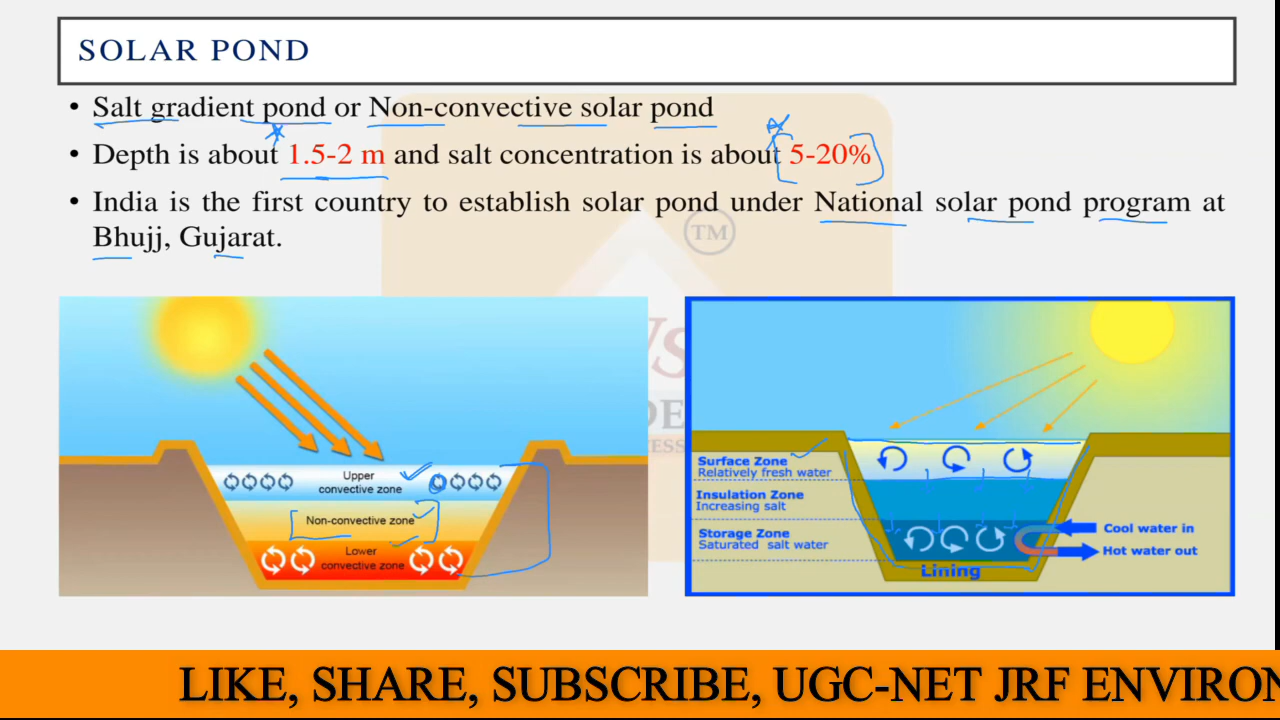 SOLAR POND
• Salt gradient pond or Non-convective solar pond
• Depth is about 1.5-2 m and salt concentration is about 5-20%
• India is the first country to establish solar pond under National solar pond program at
Bhujj, Gujarat.
TM
Upper
convective zone
Non-convective zone
Lower
convective zone
Surface Zone
Relatively fresh water
Insulation Zone
Increasing salt
Storage Zone
Saturated salt water
Cool water in
Hot water out
Lining
LIKE, SHARE, SUBSCRIBE, UGC-NET JRF ENVIRON